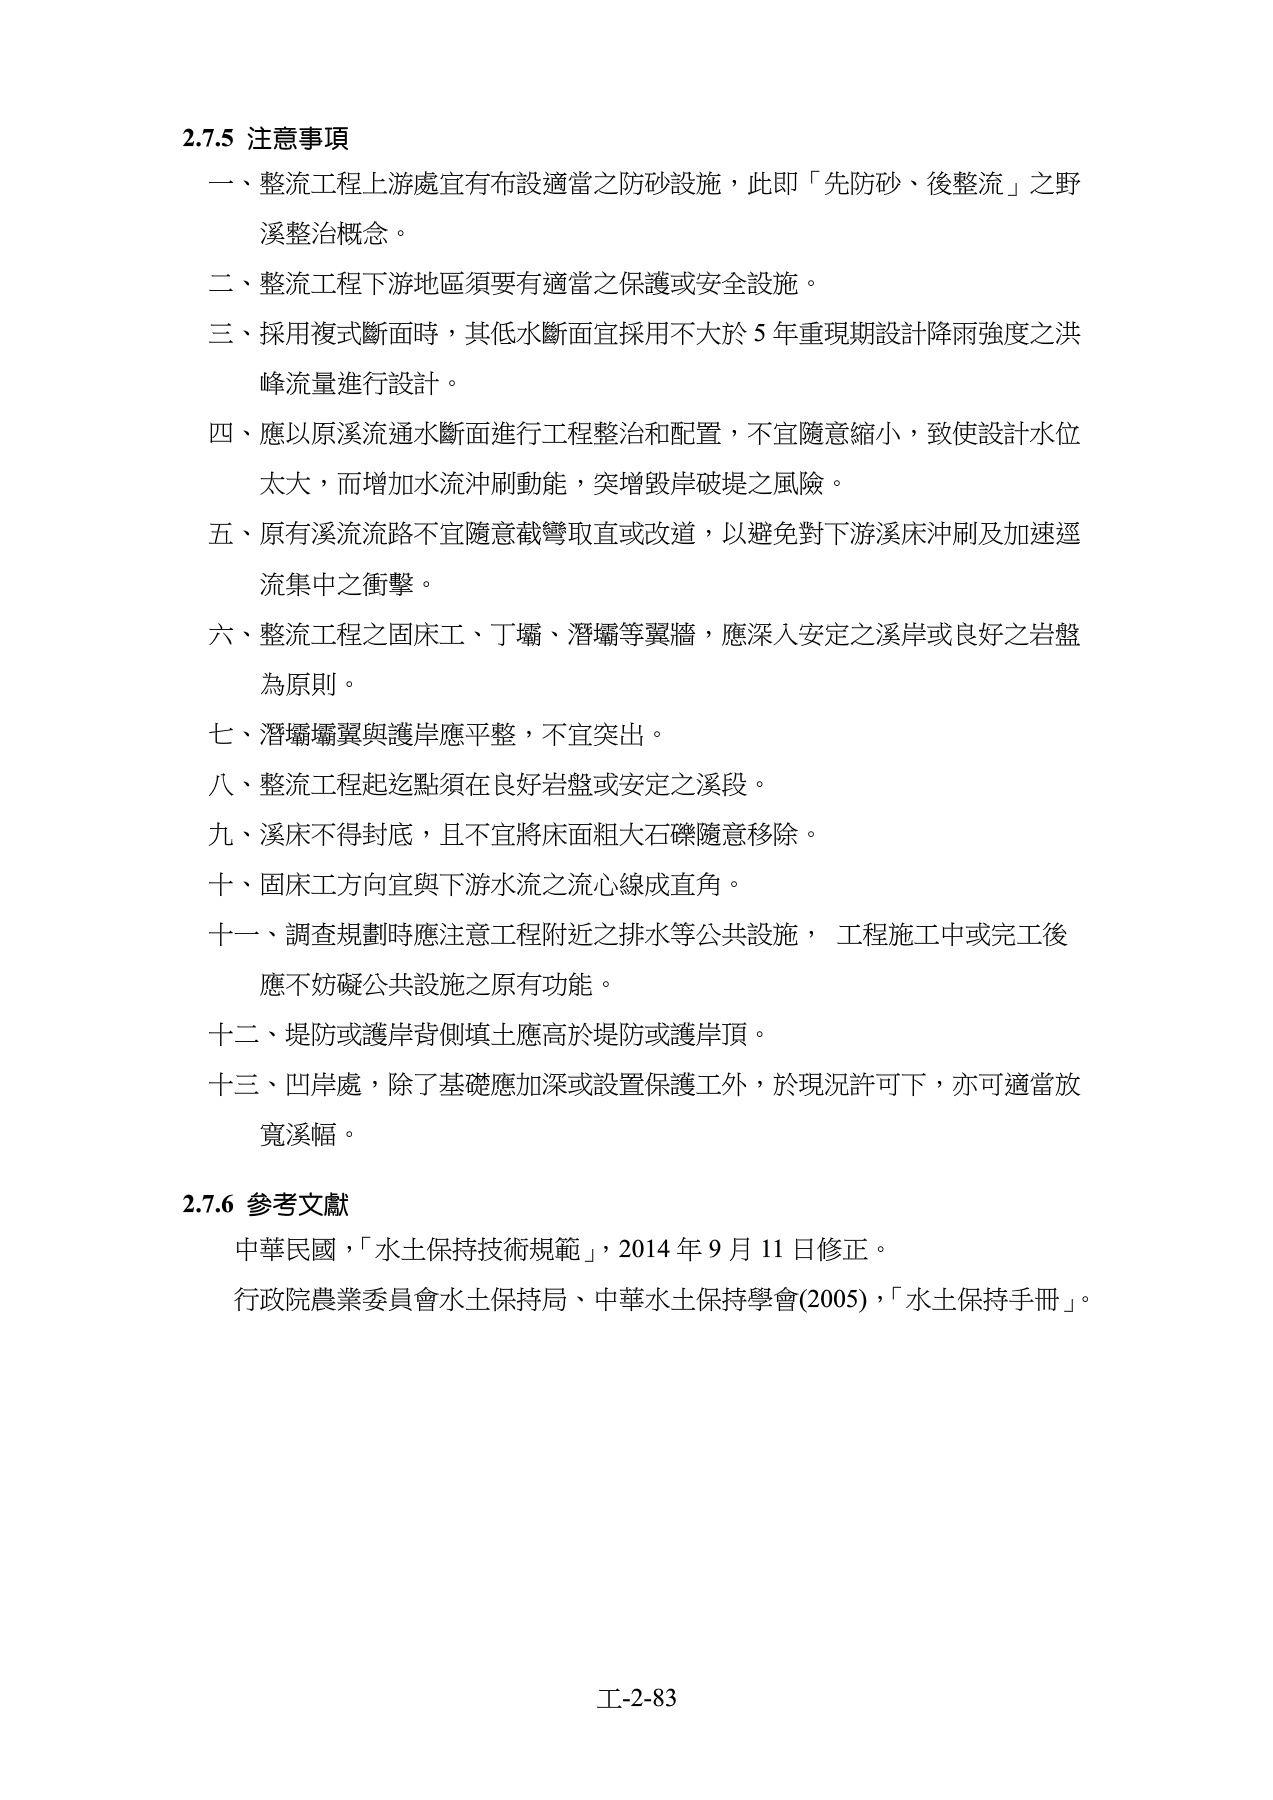 2.7.5 注意事項
一、整流工程上游處宜有布設適當之防砂設施，此即「先防砂、後整流」之野
溪整治概念。
二、整流工程下游地區須要有適當之保護或安全設施。
三、採用複式斷面時，其低水斷面宜採用不大於 5 年重現期設計降雨強度之洪
峰流量進行設計。
四、應以原溪流通水斷面進行工程整治和配置，不宜隨意縮小，致使設計水位
太大，而增加水流沖刷動能，突增毀岸破堤之風險。
五、原有溪流流路不宜隨意截彎取直或改道，以避免對下游溪床沖刷及加速逕
流集中之衝擊。
六、整流工程之固床工、丁壩、潛壩等翼牆，應深入安定之溪岸或良好之岩盤
為原則。
七、潛壩壩翼與護岸應平整，不宜突出。
八、整流工程起迄點須在良好岩盤或安定之溪段。
九、溪床不得封底，且不宜將床面粗大石礫隨意移除。
十、固床工方向宜與下游水流之流心線成直角。
十一、調查規劃時應注意工程附近之排水等公共設施， 工程施工中或完工後
應不妨礙公共設施之原有功能。
十二、堤防或護岸背側填土應高於堤防或護岸頂。
十三、凹岸處，除了基礎應加深或設置保護工外，於現況許可下，亦可適當放
寬溪幅。
2.7.6 參考文獻
中華民國，「水土保持技術規範」，2014 年 9 月 11 日修正。
行政院農業委員會水土保持局、中華水土保持學會(2005)，「水土保持手冊」。
工-2-83